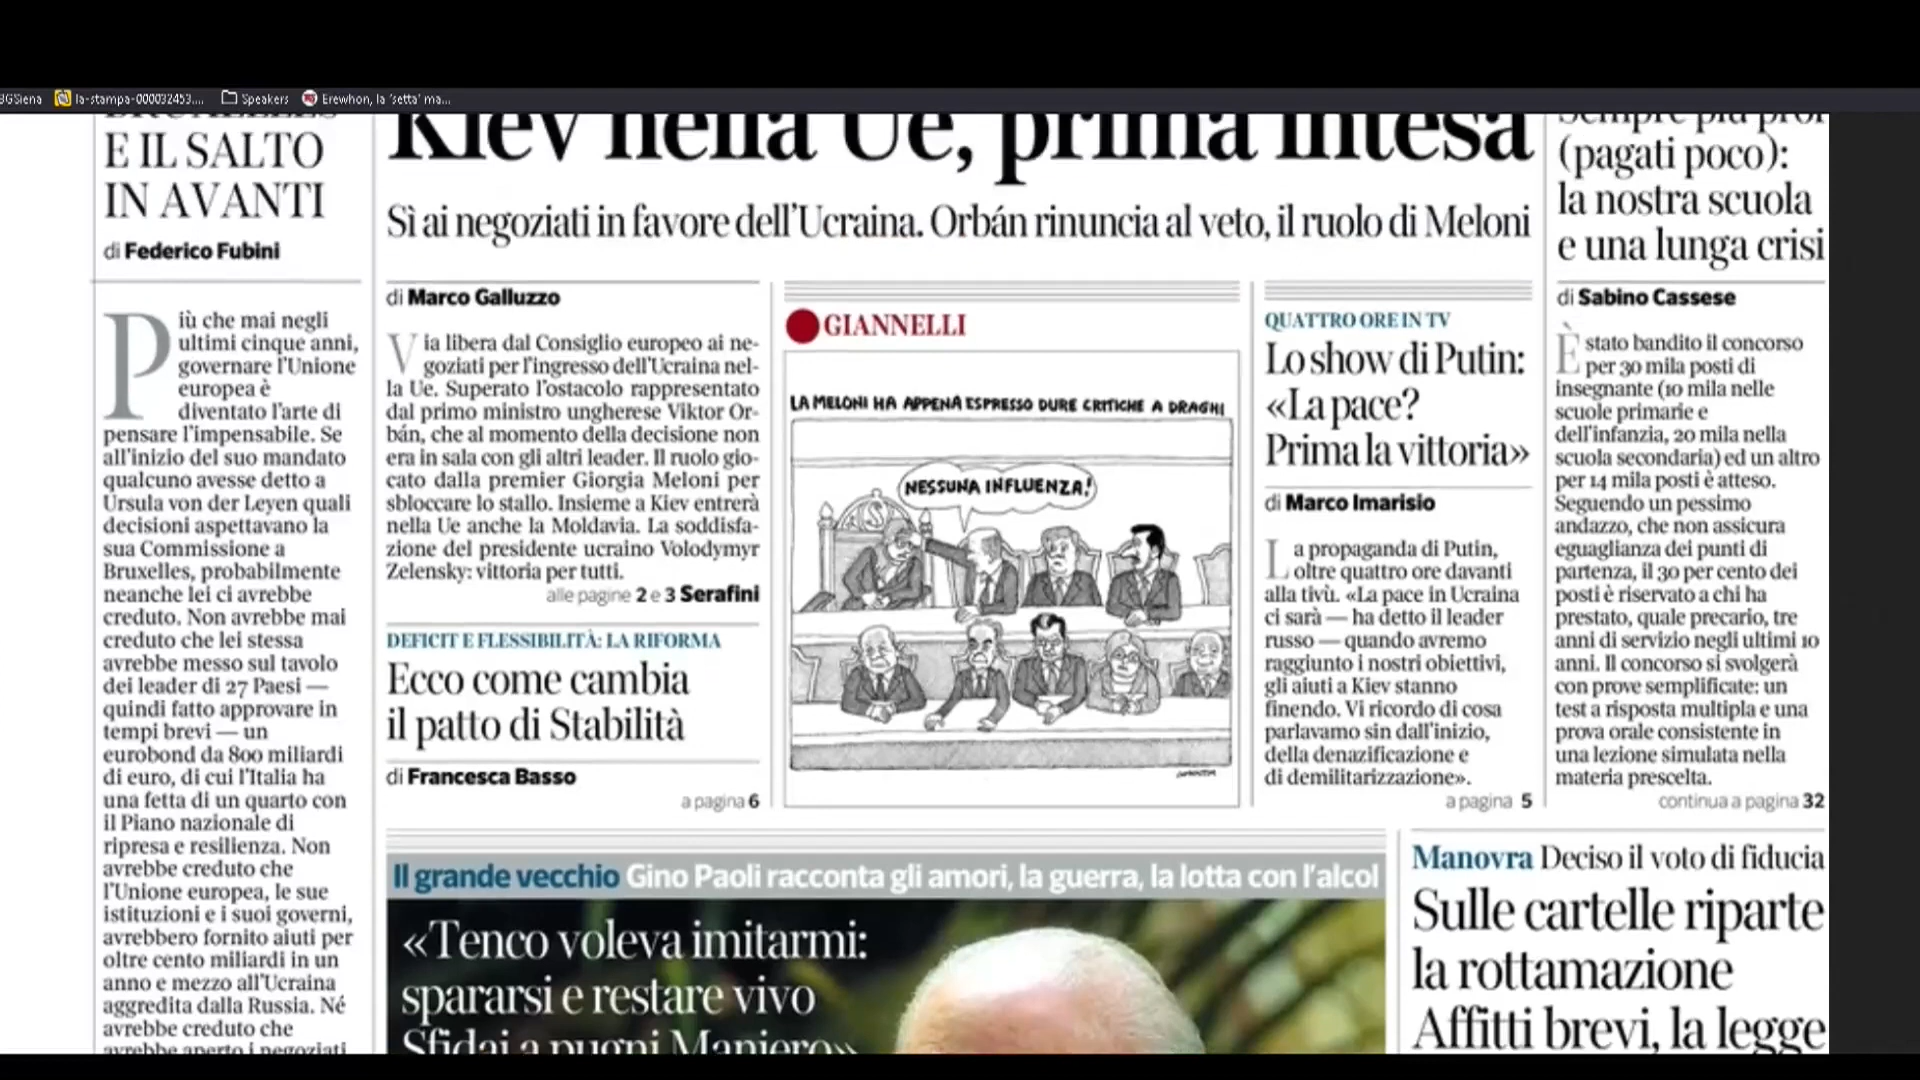 BGSiena la-stampa-000032453.... Speakers Erewhon, la 'setta' ma...
BRUXELLES
E IL SALTO
IN AVANTI
di Federico Fubini
Più che mai negli
ultimi cinque anni,
governare l'Unione
europea è
diventato l'arte di
pensare l'impensabile. Se
all'inizio del suo mandato
qualcuno avesse detto a
Ursula von der Leyen quali
decisioni aspettavano la
sua Commissione a
Bruxelles, probabilmente
neanche lei ci avrebbe
creduto. Non avrebbe mai
creduto che lei stessa
avrebbe messo sul tavolo
dei leader di 27 Paesi —
quindi fatto approvare in
tempi brevi — un
eurobond da 800 miliardi
di euro, di cui l'Italia ha
una fetta di un quarto con
il Piano nazionale di
ripresa e resilienza. Non
avrebbe creduto che
l'Unione europea, le sue
istituzioni e i suoi governi,
avrebbero fornito aiuti per
oltre cento miliardi in un
anno e mezzo all'Ucraina
aggredita dalla Russia. Né
avrebbe creduto che
avrebbe aperto i negoziati
Kiev nella Ue, prima intesa
Sì ai negoziati in favore dell'Ucraina. Orbán rinuncia al veto, il ruolo di Meloni
di Marco Galluzzo
Via libera dal Consiglio europeo ai ne-
goziati per l'ingresso dell'Ucraina nel-
la Ue. Superato l'ostacolo rappresentato
dal primo ministro ungherese Viktor Or-
bán, che al momento della decisione non
era in sala con gli altri leader. Il ruolo gio-
cato dalla premier Giorgia Meloni per
sbloccare lo stallo. Insieme a Kiev entrerà
nella Ue anche la Moldavia. La soddisfa-
zione del presidente ucraino Volodymyr
Zelensky: vittoria per tutti.
alle pagine 2 e 3 Serafini
DEFICIT E FLESSIBILITÀ: LA RIFORMA
Ecco come cambia
il patto di Stabilità
di Francesca Basso
a pagina 6
GIANNELLI
LA MELONI HA APPENA ESPRESSO DURE CRITICHE A DRAGHI
NESSUNA INFLUENZA!
QUATTRO ORE IN TV
Lo show di Putin:
«La pace?
Prima la vittoria»
di Marco Imarisio
La propaganda di Putin,
oltre quattro ore davanti
alla tivù. «La pace in Ucraina
ci sarà — ha detto il leader
russo — quando avremo
raggiunto i nostri obiettivi,
gli aiuti a Kiev stanno
finendo. Vi ricordo di cosa
parlavamo sin dall'inizio,
della denazificazione e
di demilitarizzazione».
a pagina 5
Sempre più prof
(pagati poco):
la nostra scuola
e una lunga crisi
di Sabino Cassese
È stato bandito il concorso
per 30 mila posti di
insegnante (10 mila nelle
scuole primarie e
dell'infanzia, 20 mila nella
scuola secondaria) ed un altro
per 14 mila posti è atteso.
Seguendo un pessimo
andazzo, che non assicura
eguaglianza dei punti di
partenza, il 30 per cento dei
posti è riservato a chi ha
prestato, quale precario, tre
anni di servizio negli ultimi 10
anni. Il concorso si svolgerà
con prove semplificate: un
test a risposta multipla e una
prova orale consistente in
una lezione simulata nella
materia prescelta.
continua a pagina 32
Il grande vecchio Gino Paoli racconta gli amori, la guerra, la lotta con l'alcol
«Tenco voleva imitarmi:
spararsi e restare vivo
Sfidai a pugni Maniero»
Manovra Deciso il voto di fiducia
Sulle cartelle riparte
la rottamazione
Affitti brevi, la legge